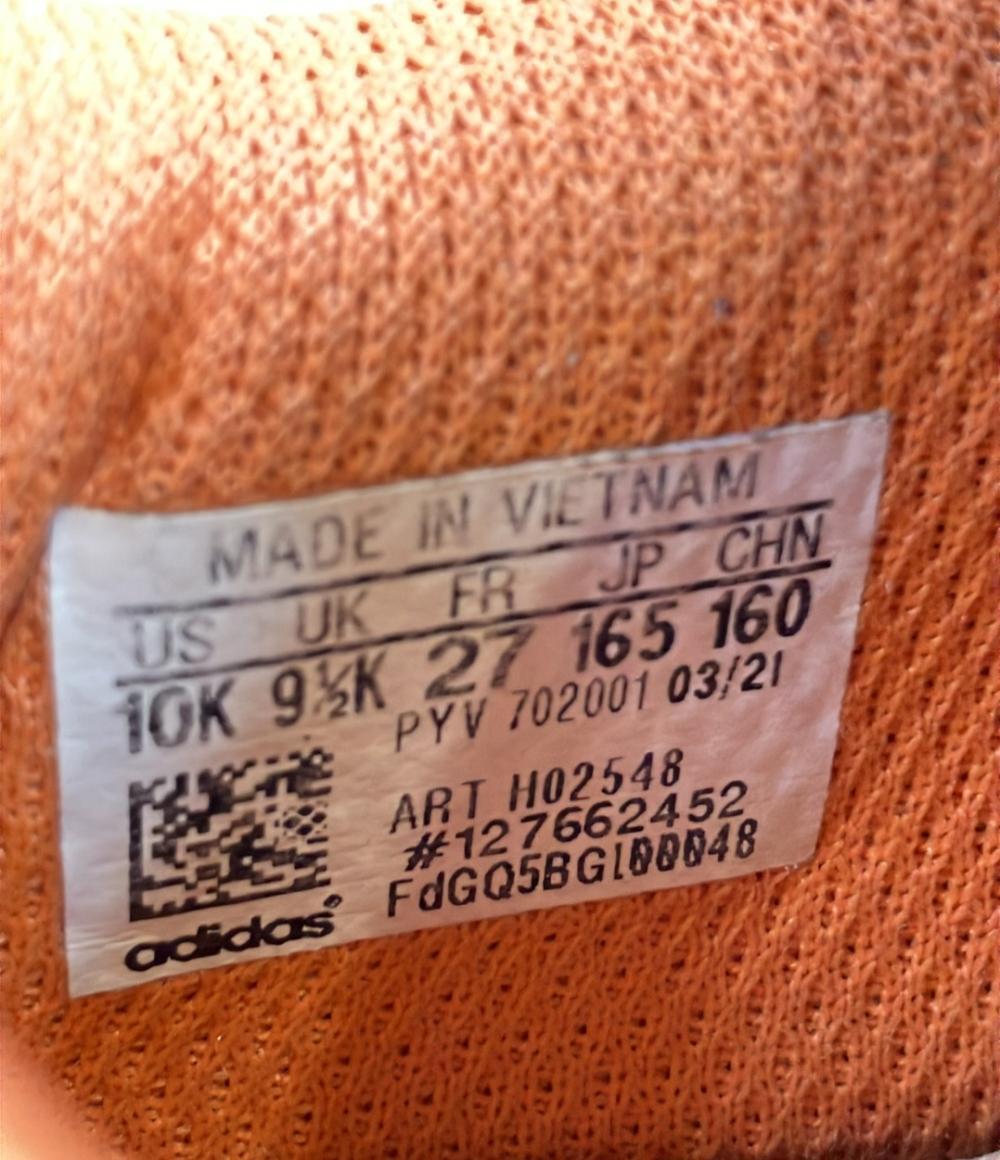 MADE IN VIETNAM
US UK FR JP CHN
10K 9½K 27 165 160
PYV 702001 03/21
ART H02548
#127662452
adidas®